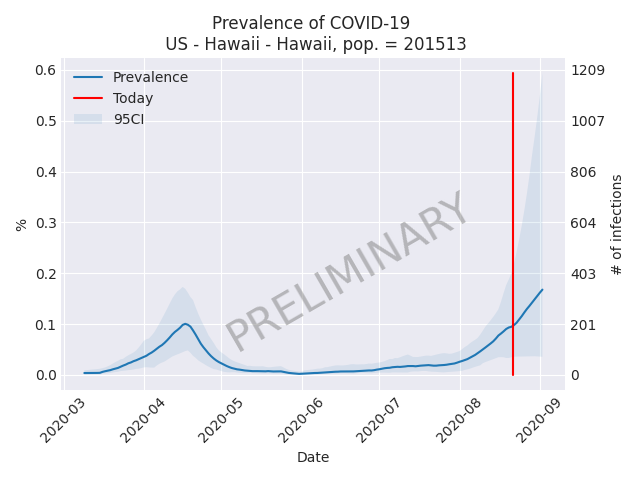 Prevalence of COVID-19
US - Hawaii - Hawaii, pop. = 201513
Prevalence
Today
95CI
0.6
0.5
0.4
0.3
0.2
0.1
0.0
%
1209
1007
806
604
403
201
0
# of infections
PRELIMINARY
2020-03
2020-04
2020-05
2020-06
2020-07
2020-08
2020-09
Date